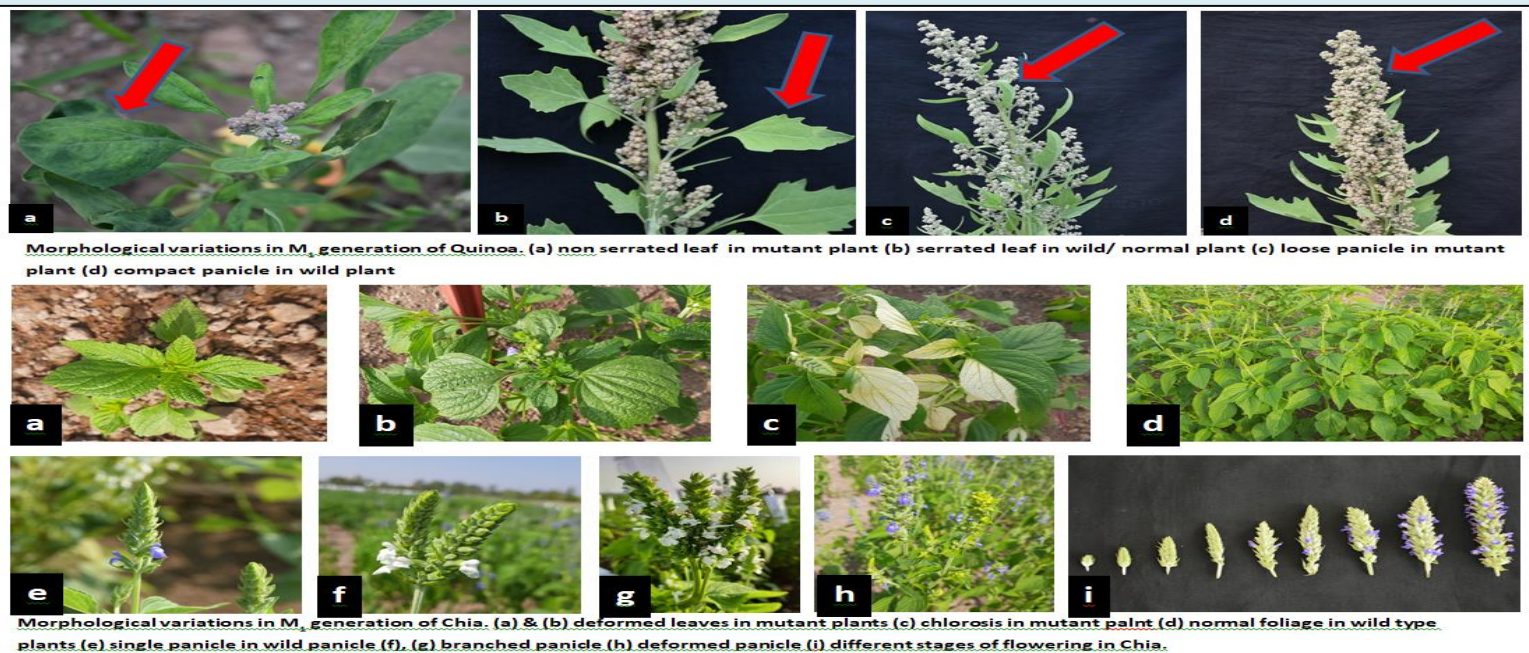 a
b
c
d
Morphological variations in M1 generation of Quinoa. (a) non serrated leaf in mutant plant (b) serrated leaf in wild/ normal plant (c) loose panicle in mutant
plant (d) compact panicle in wild plant
a
b
c
d
e
f
g
h
i
Morphological variations in M1 generation of Chia. (a) & (b) deformed leaves in mutant plants (c) chlorosis in mutant palnt (d) normal foliage in wild type
plants (e) single panicle in wild panicle (f), (g) branched panicle (h) deformed panicle (i) different stages of flowering in Chia.